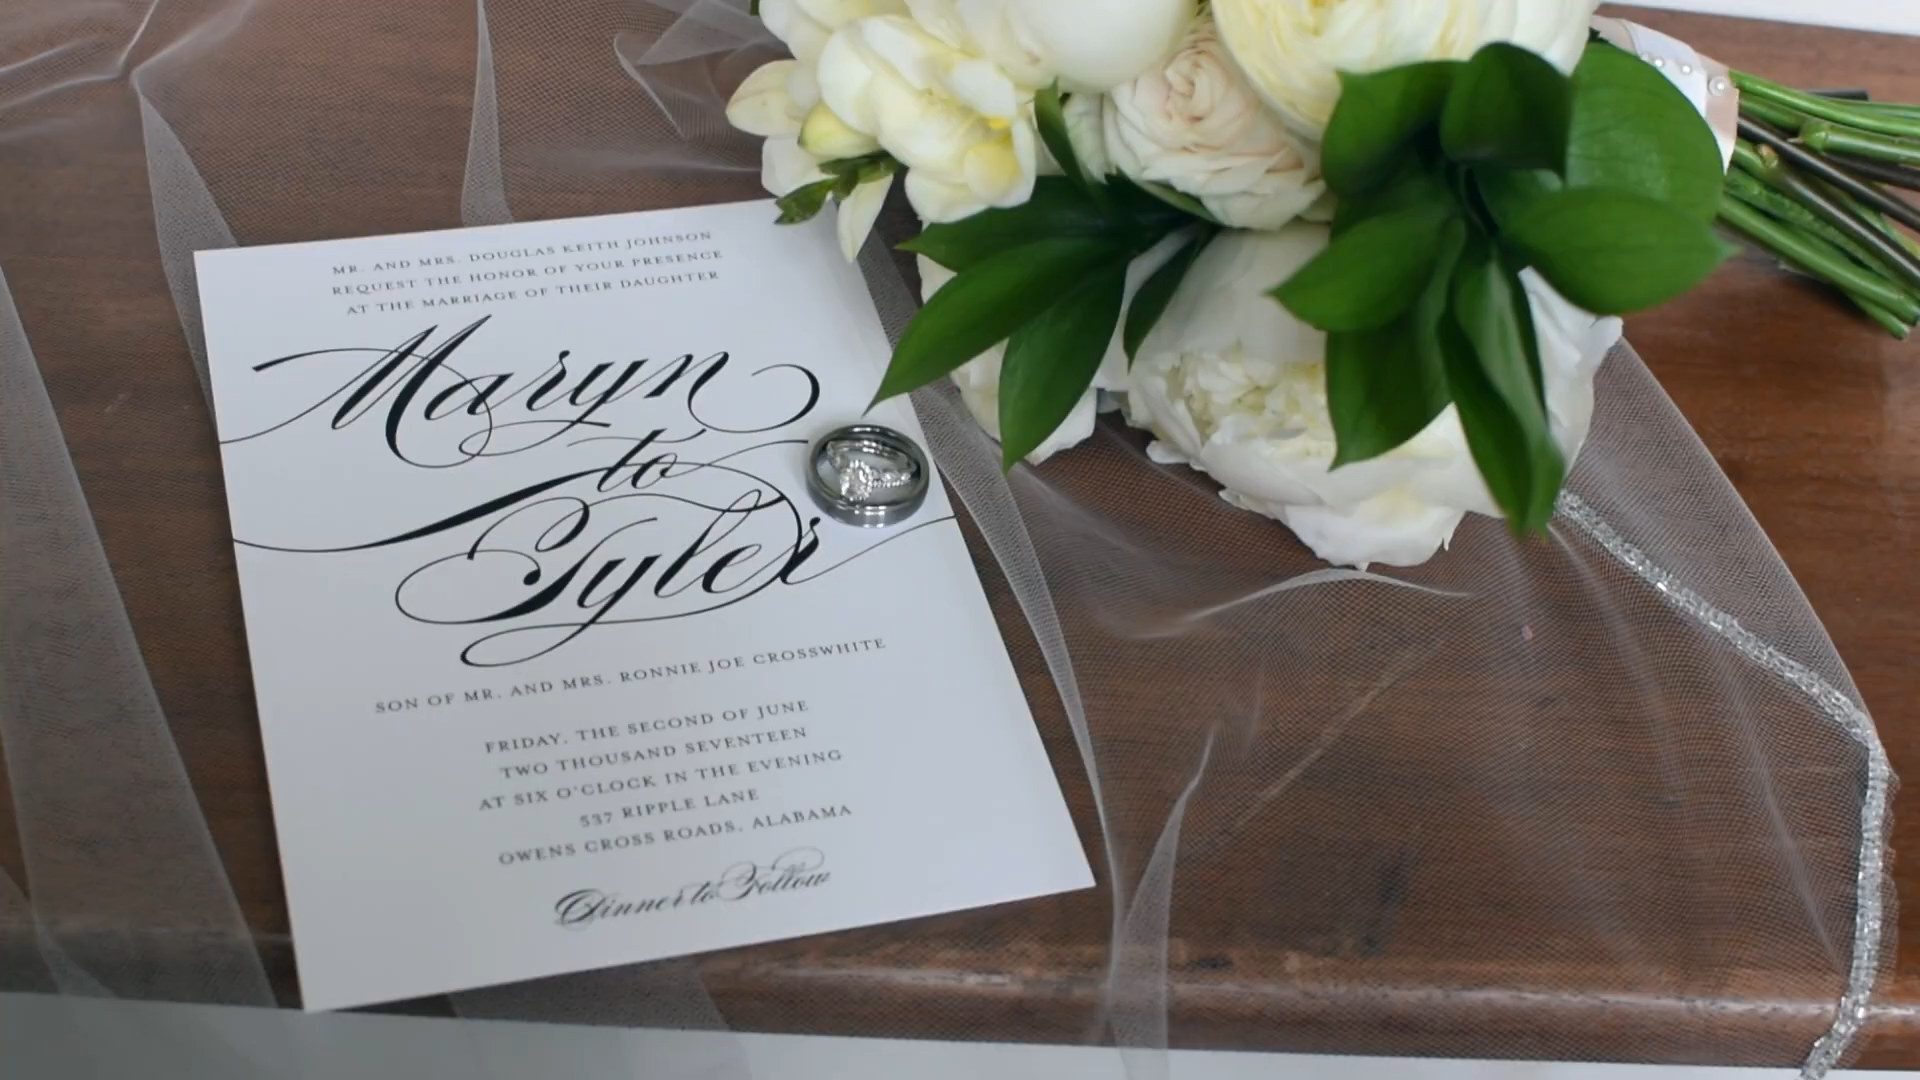 MR. AND MRS. DOUGLAS KEITH JOHNSON
REQUEST THE HONOR OF YOUR PRESENCE
AT THE MARRIAGE OF THEIR DAUGHTER
Maryn
to
Tyler
SON OF MR. AND MRS. RONNIE JOE CROSSWHITE
FRIDAY, THE SECOND OF JUNE
TWO THOUSAND SEVENTEEN
AT SIX O'CLOCK IN THE EVENING
537 RIPPLE LANE
OWENS CROSS ROADS, ALABAMA
Dinner to Follow